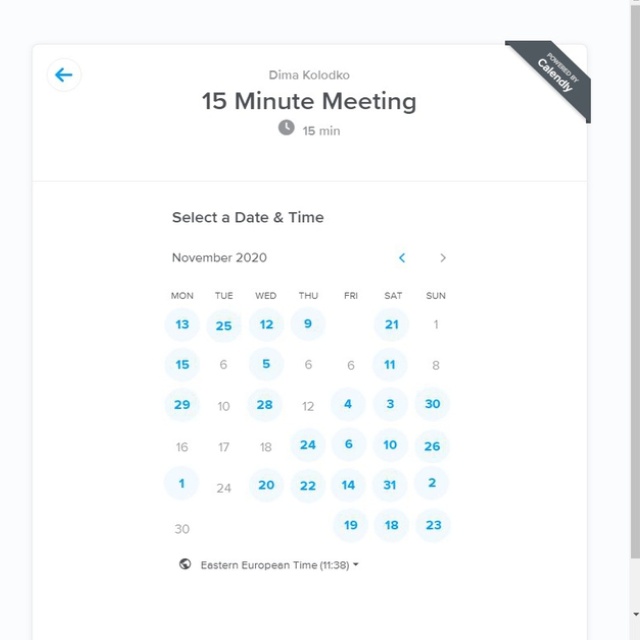 POWERED BY
Calendly
Dima Kolodko
15 Minute Meeting
15 min
Select a Date & Time
November 2020
MON TUE WED THU FRI SAT SUN
13 25 12 9 21 1
15 6 5 6 6 11 8
29 10 28 12 4 3 30
16 17 18 24 6 10 26
1 24 20 22 14 31 2
30 19 18 23
Eastern European Time (11:38)